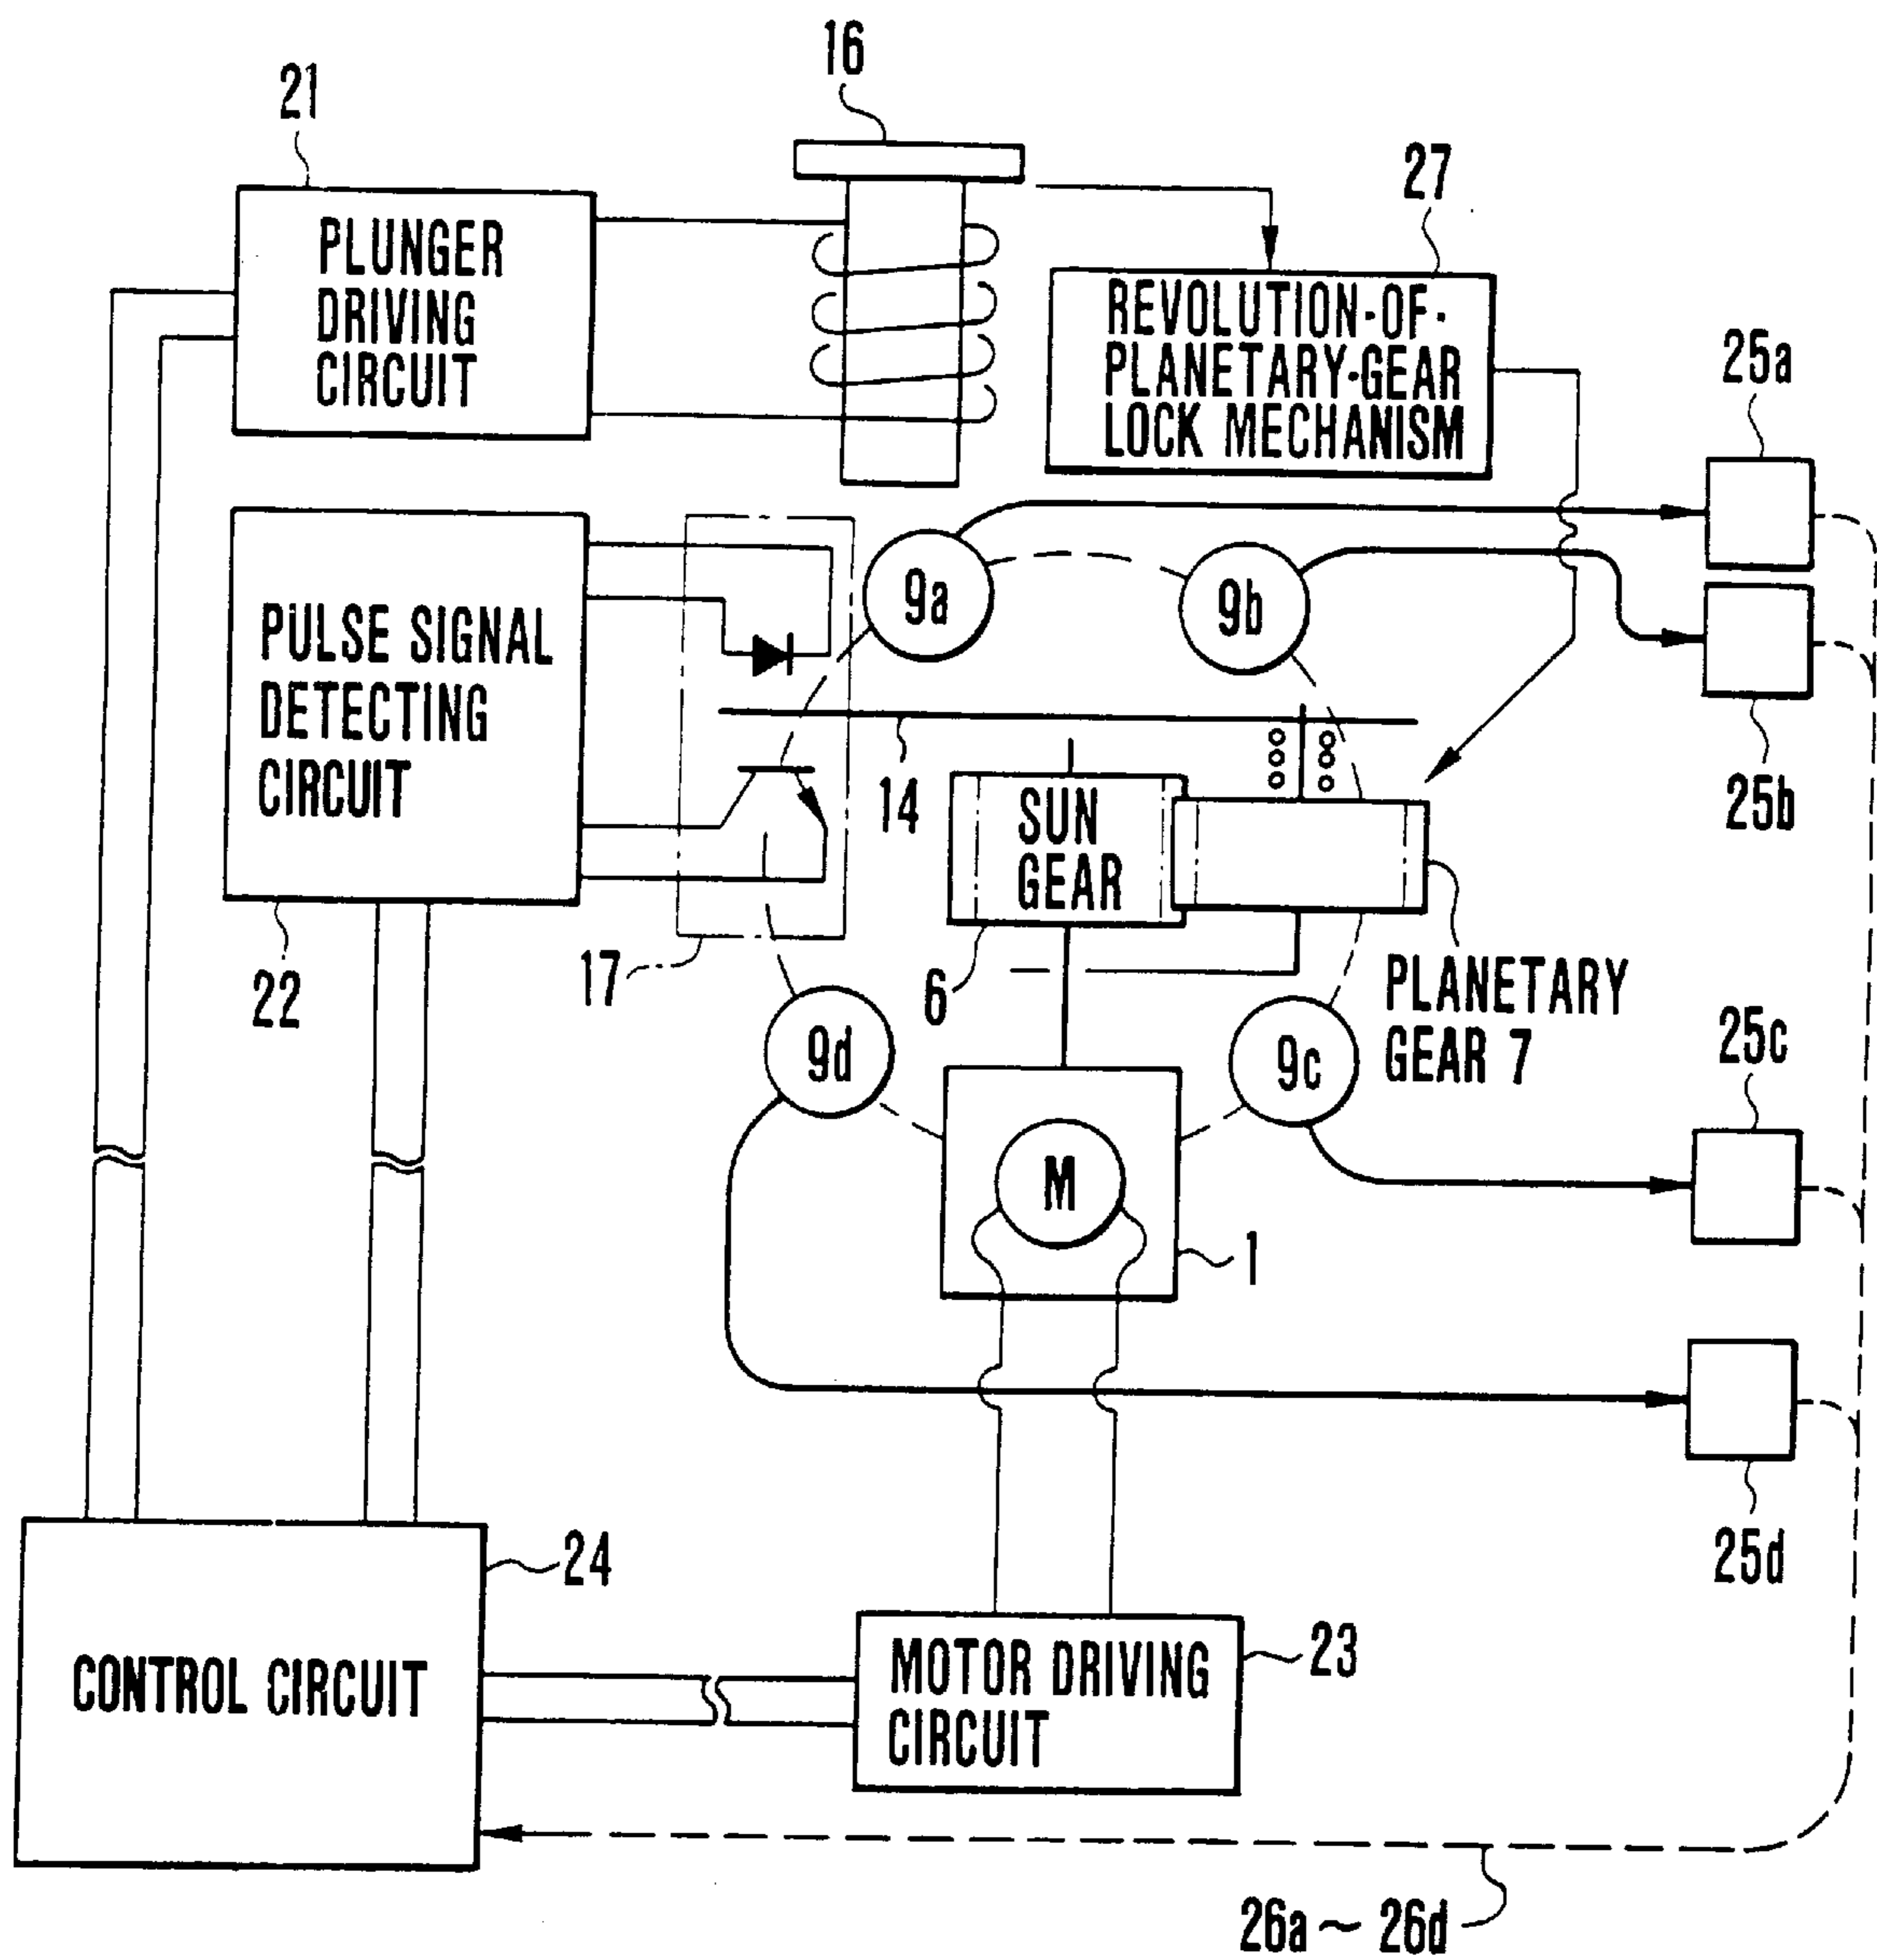 16
21
27
PLUNGER
DRIVING
CIRCUIT
REVOLUTION-OF-
PLANETARY-GEAR
LOCK MECHANISM
25a
9a
9b
PULSE SIGNAL
DETECTING
CIRCUIT
14
25b
SUN
GEAR
22
17
6
PLANETARY
GEAR 7
25c
9d
9c
M
1
25d
24
CONTROL CIRCUIT
MOTOR DRIVING
CIRCUIT
23
26a ~ 26d